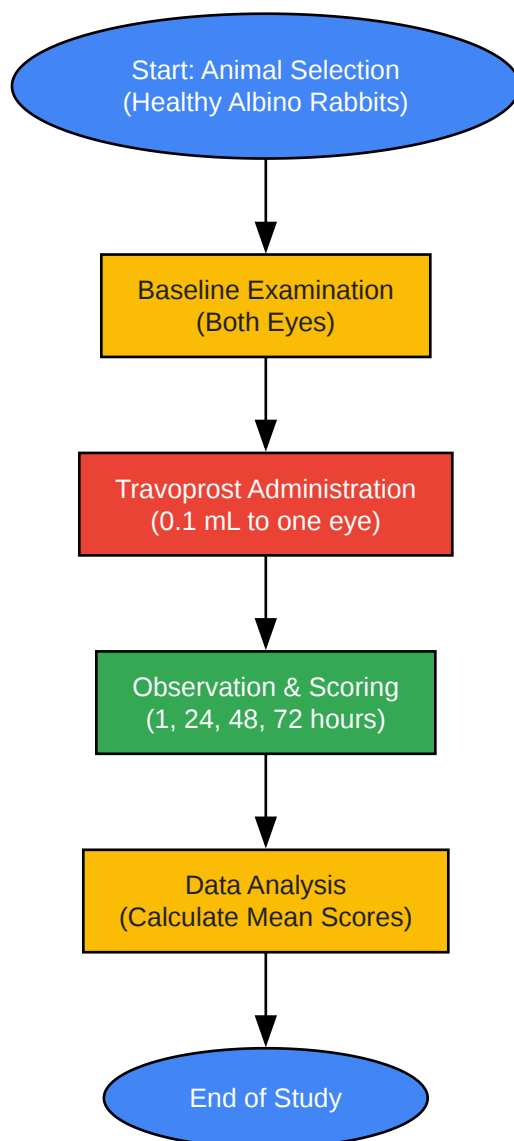 Start: Animal Selection
(Healthy Albino Rabbits)
Baseline Examination
(Both Eyes)
Travoprost Administration
(0.1 mL to one eye)
Observation & Scoring
(1, 24, 48, 72 hours)
Data Analysis
(Calculate Mean Scores)
End of Study